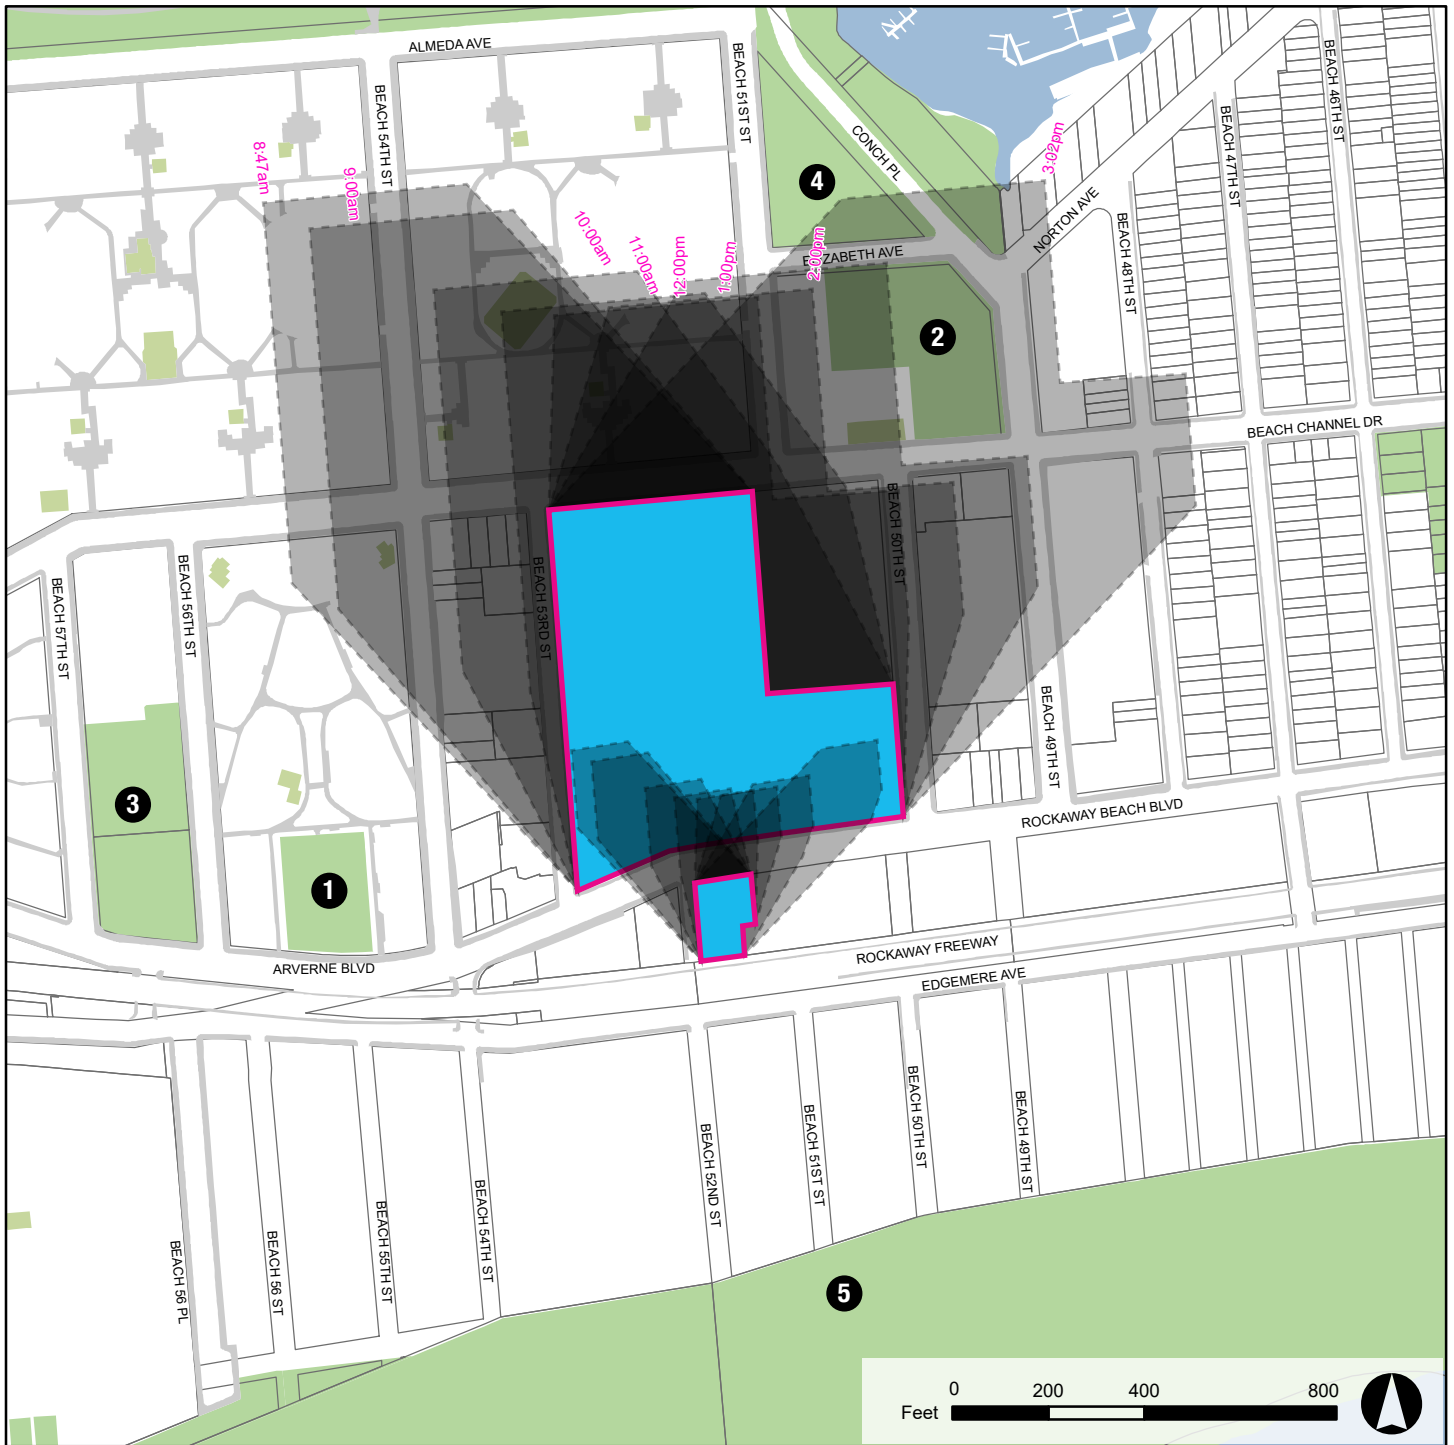 ALMEDA AVE
BEACH 54TH ST
BEACH 51ST ST
CONCH PL
BEACH 46TH ST
BEACH 47TH ST
BEACH 48TH ST
NORTON AVE
3:02pm
8:47am
9:00am
10:00am
11:00am
12:00pm
1:00pm
2:00pm
4
ELIZABETH AVE
2
BEACH CHANNEL DR
BEACH 50TH ST
BEACH 53RD ST
BEACH 57TH ST
BEACH 56TH ST
BEACH 49TH ST
3
1
ROCKAWAY BEACH BLVD
ARVERNE BLVD
ROCKAWAY FREEWAY
EDGEMERE AVE
BEACH 56 PL
BEACH 56 ST
BEACH 55TH ST
BEACH 54TH ST
BEACH 52ND ST
BEACH 51ST ST
BEACH 50TH ST
BEACH 49TH ST
5
0 200 400 800
Feet